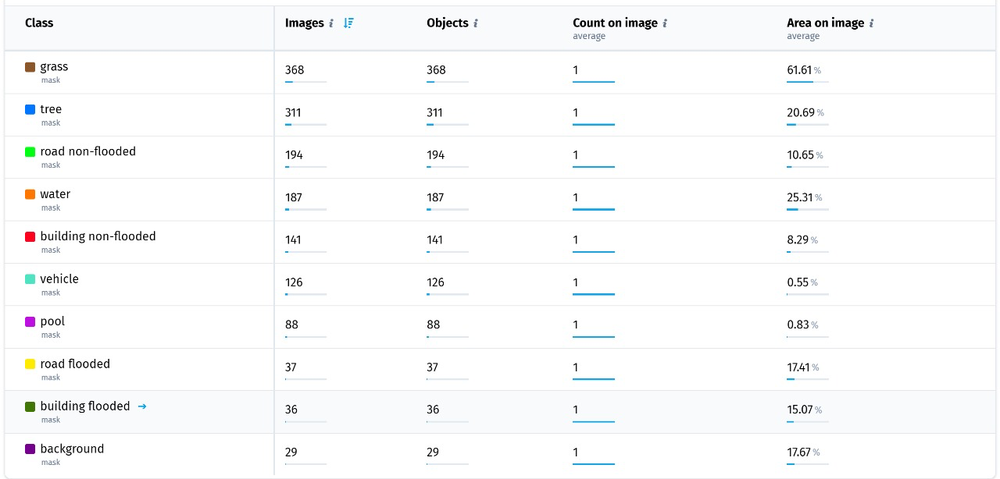 Class Images i Objects i Count on image i Area on image i
average average
grass 368 368 1 61.61 %
mask
tree 311 311 1 20.69 %
mask
road non-flooded 194 194 1 10.65 %
mask
water 187 187 1 25.31 %
mask
building non-flooded 141 141 1 8.29 %
mask
vehicle 126 126 1 0.55 %
mask
pool 88 88 1 0.83 %
mask
road flooded 37 37 1 17.41 %
mask
building flooded → 36 36 1 15.07 %
mask
background 29 29 1 17.67 %
mask